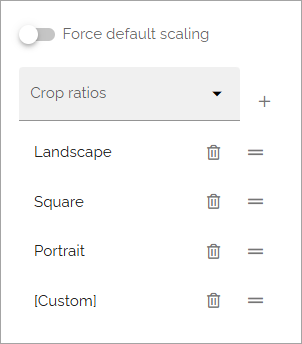 Force default scaling
Crop ratios
Landscape
Square
Portrait
[Custom]